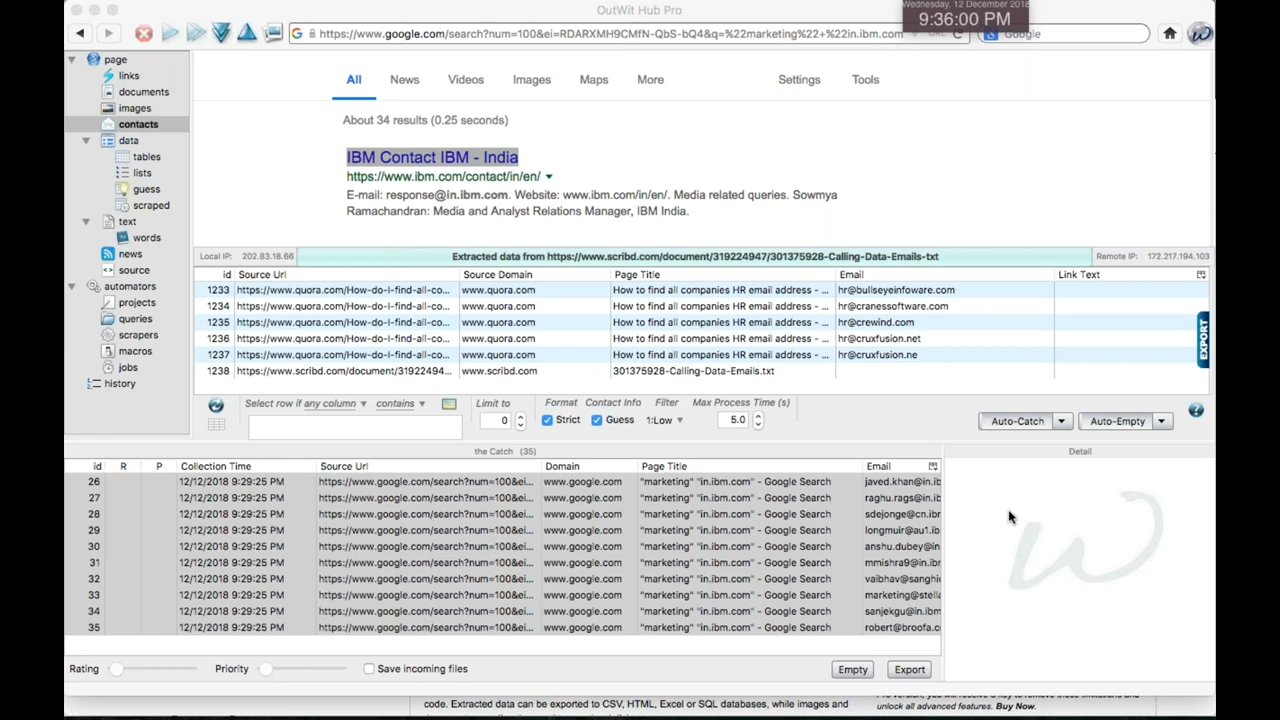 OutWit Hub Pro
Wednesday, 12 December 2018
9:36:00 PM
https://www.google.com/search?num=100&ei=RDARXMH9CMfN-QbS-bQ4&q=%22marketing%22+%22in.ibm.com
Google
page
links
documents
images
contacts
data
tables
lists
guess
scraped
text
words
news
source
automators
projects
queries
scrapers
macros
jobs
history
All News Videos Images Maps More Settings Tools
About 34 results (0.25 seconds)
IBM Contact IBM - India
https://www.ibm.com/contact/in/en/
E-mail: response@in.ibm.com. Website: www.ibm.com/in/en/. Media related queries. Sowmya
Ramachandran: Media and Analyst Relations Manager, IBM India.
Local IP: 202.83.18.66 Extracted data from https://www.scribd.com/document/319224947/301375928-Calling-Data-Emails-txt Remote IP: 172.217.194.103
id Source Url Source Domain Page Title Email Link Text
1233 https://www.quora.com/How-do-I-find-all-co... www.quora.com How to find all companies HR email address - ... hr@bullseyeinfoware.com
1234 https://www.quora.com/How-do-I-find-all-co... www.quora.com How to find all companies HR email address - ... hr@cranessoftware.com
1235 https://www.quora.com/How-do-I-find-all-co... www.quora.com How to find all companies HR email address - ... hr@crewind.com
1236 https://www.quora.com/How-do-I-find-all-co... www.quora.com How to find all companies HR email address - ... hr@cruxfusion.net
1237 https://www.quora.com/How-do-I-find-all-co... www.quora.com How to find all companies HR email address - ... hr@cruxfusion.ne
1238 https://www.scribd.com/document/31922494... www.scribd.com 301375928-Calling-Data-Emails.txt
EXPORT
Select row if any column contains Limit to Format Contact Info Filter Max Process Time (s)
0 Strict Guess 1:Low 5.0 Auto-Catch Auto-Empty
the Catch (35) Detail
id R P Collection Time Source Url Domain Page Title Email
26 12/12/2018 9:29:25 PM https://www.google.com/search?num=100&ei... www.google.com "marketing" "in.ibm.com" - Google Search javed.khan@in.ib
27 12/12/2018 9:29:25 PM https://www.google.com/search?num=100&ei... www.google.com "marketing" "in.ibm.com" - Google Search raghu.rags@in.ib
28 12/12/2018 9:29:25 PM https://www.google.com/search?num=100&ei... www.google.com "marketing" "in.ibm.com" - Google Search sdejonge@cn.ibr
29 12/12/2018 9:29:25 PM https://www.google.com/search?num=100&ei... www.google.com "marketing" "in.ibm.com" - Google Search longmuir@au1.ib
30 12/12/2018 9:29:25 PM https://www.google.com/search?num=100&ei... www.google.com "marketing" "in.ibm.com" - Google Search anshu.dubey@in
31 12/12/2018 9:29:25 PM https://www.google.com/search?num=100&ei... www.google.com "marketing" "in.ibm.com" - Google Search mmishra9@in.ib
32 12/12/2018 9:29:25 PM https://www.google.com/search?num=100&ei... www.google.com "marketing" "in.ibm.com" - Google Search vaibhav@sanghi
33 12/12/2018 9:29:25 PM https://www.google.com/search?num=100&ei... www.google.com "marketing" "in.ibm.com" - Google Search marketing@stell
34 12/12/2018 9:29:25 PM https://www.google.com/search?num=100&ei... www.google.com "marketing" "in.ibm.com" - Google Search sanjekgu@in.ibm
35 12/12/2018 9:29:25 PM https://www.google.com/search?num=100&ei... www.google.com "marketing" "in.ibm.com" - Google Search robert@broofa.c
Rating Priority Save incoming files Empty Export
code. Extracted data can be exported to CSV, HTML, Excel or SQL databases, while images and
unlock all advanced features. Buy Now.